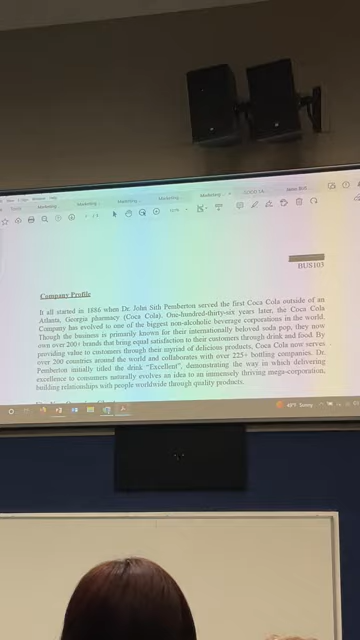 Marketing
Marketing
Marketing
Marketing
Marketing
BUS103
Company Profile
It all started in 1886 when Dr. John Sith Pemberton served the first Coca Cola outside of an
Atlanta, Georgia pharmacy (Coca Cola). One-hundred-thirty-six years later, the Coca Cola
Company has evolved to one of the biggest non-alcoholic beverage corporations in the world.
Though the business is primarily known for their internationally beloved soda pop, they now
own over 200+ brands that bring equal satisfaction to their customers through drink and food. By
providing value to customers through their myriad of delicious products, Coca Cola now serves
over 200 countries around the world and collaborates with over 225+ bottling companies. Dr.
Pemberton initially titled the drink “Excellent”, demonstrating the way in which delivering
excellence to consumers naturally evolves an idea to an immensely thriving mega-corporation,
building relationships with people worldwide through quality products.
Sunny